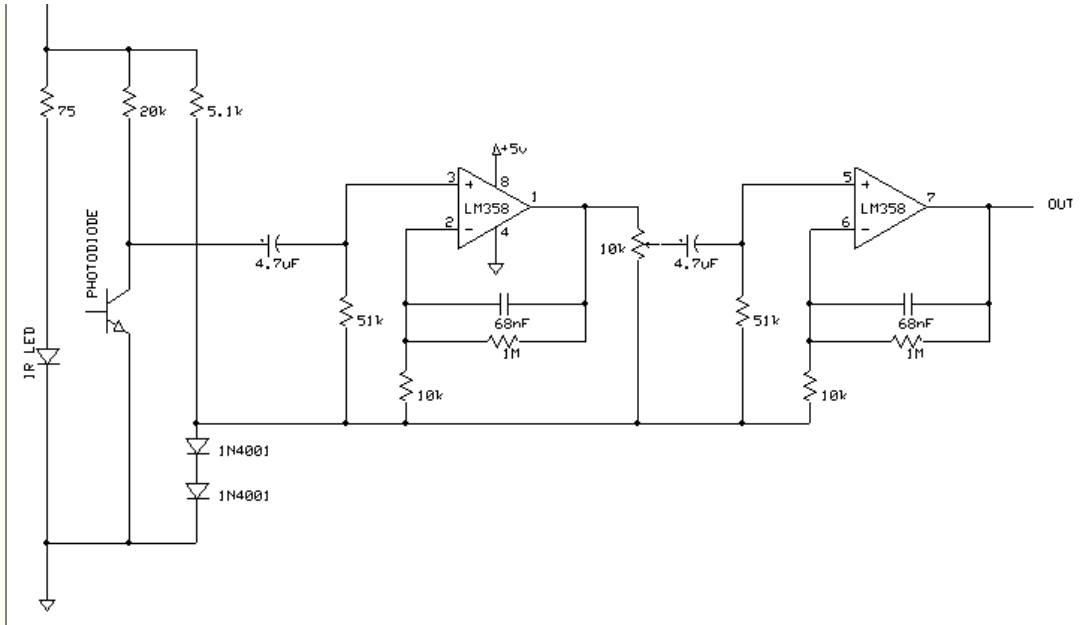 75
20k
5.1k
PHOTODIODE
IR LED
1N4001
1N4001
4.7uF
51k
3
+
2
-
LM358
+5v
8
4
1
68nF
1M
10k
10k
4.7uF
51k
5
+
6
-
LM358
7
OUT
68nF
1M
10k